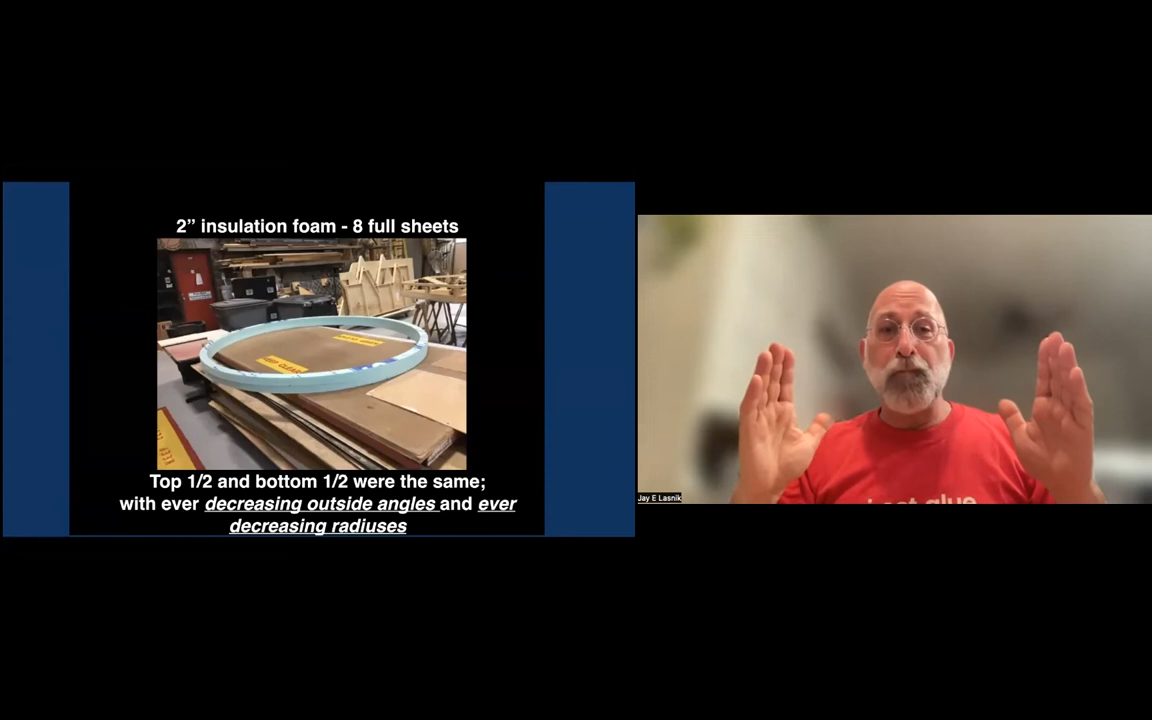 2” insulation foam - 8 full sheets
Top 1/2 and bottom 1/2 were the same;
with ever decreasing outside angles and ever
decreasing radiuses
Jay E Lasnik